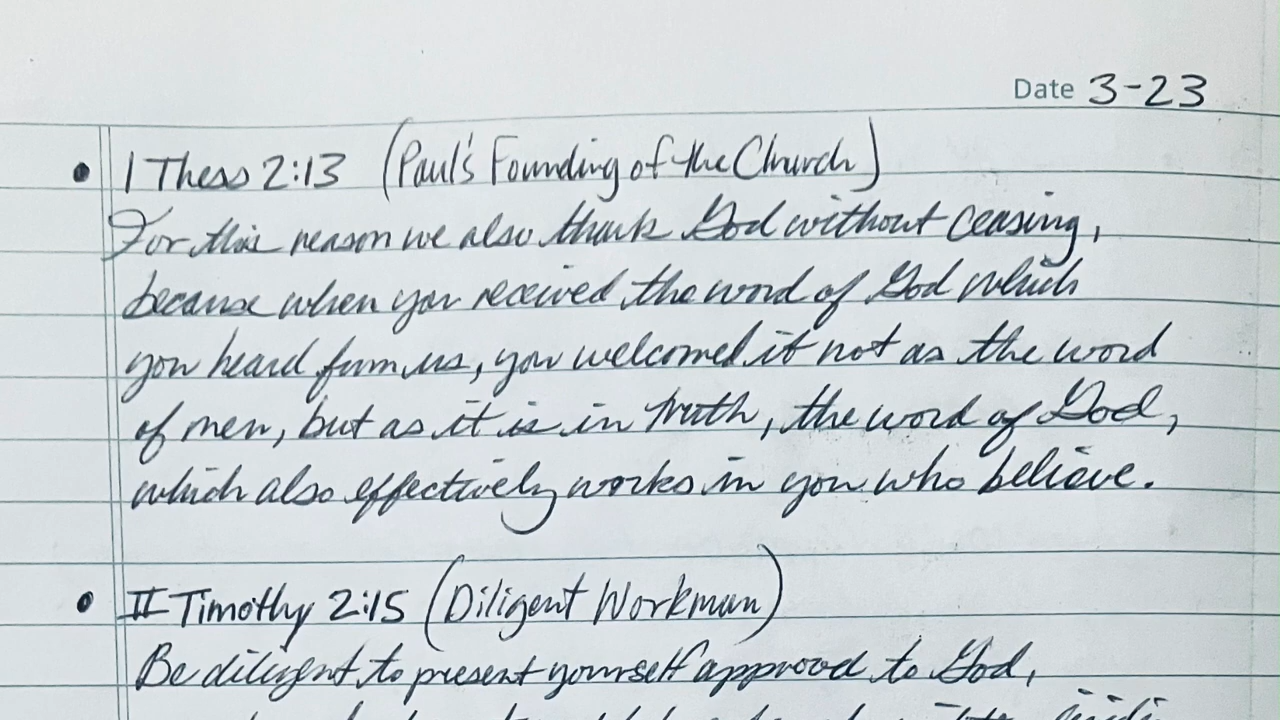 Date 3-23
• 1 Thess 2:13 (Paul's Founding of the Church)
For this reason we also thank God without ceasing,
because when you received the word of God which
you heard from us, you welcomed it not as the word
of men, but as it is in truth, the word of God,
which also effectively works in you who believe.
• II Timothy 2:15 (Diligent Workman)
Be diligent to present yourself approved to God,